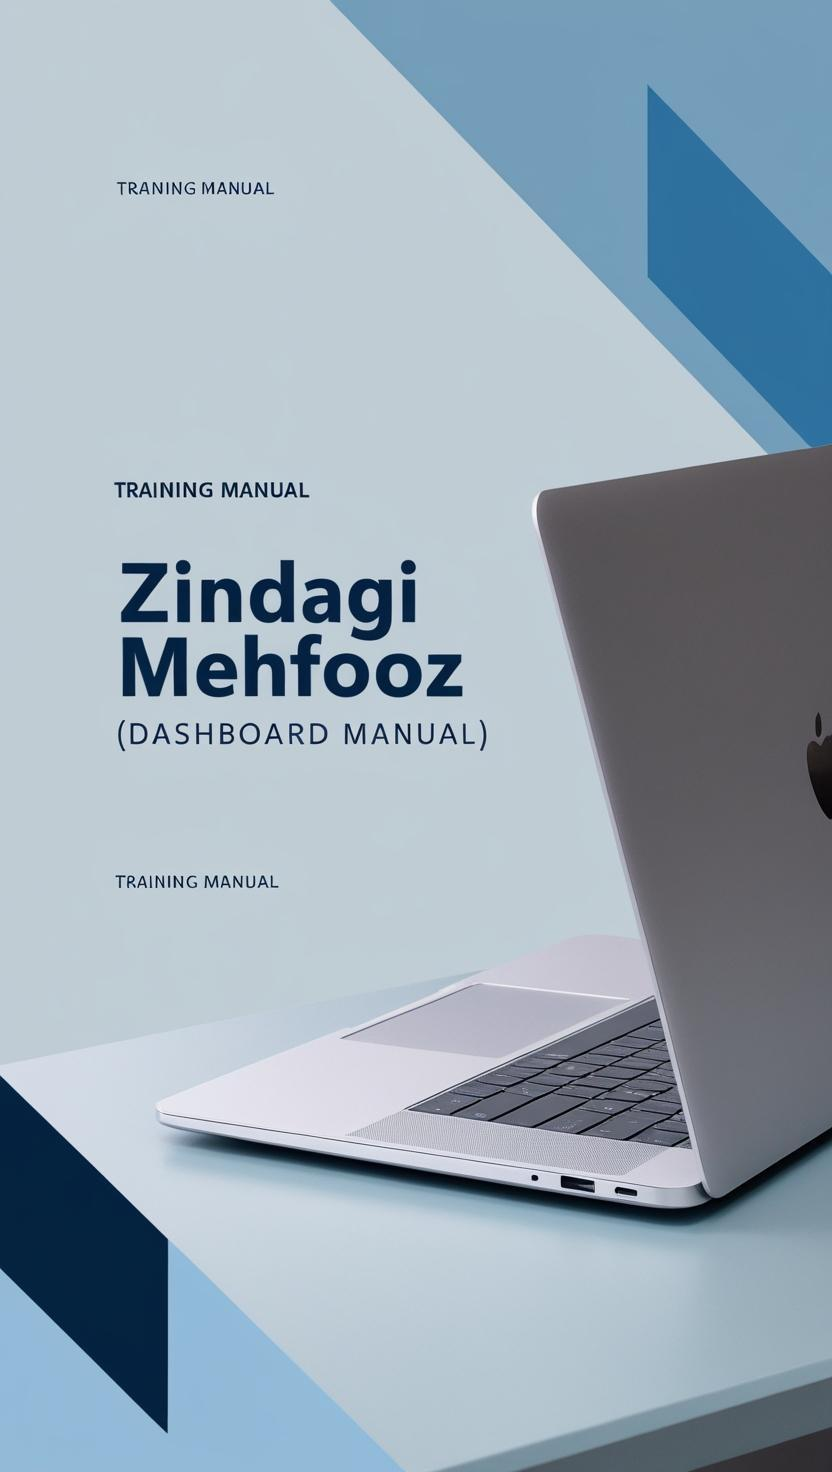 TRANING MANUAL
TRAINING MANUAL
Zindagi
Mehfooz
(DASHBOARD MANUAL)
TRAINING MANUAL